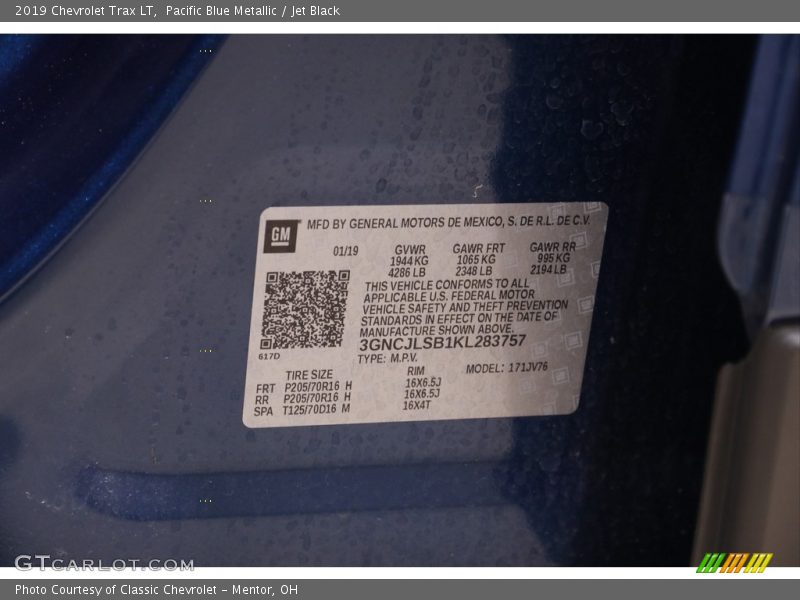 2019 Chevrolet Trax LT, Pacific Blue Metallic / Jet Black
GM MFD BY GENERAL MOTORS DE MEXICO, S. DE R.L. DE C.V.
01/19 GVWR GAWR FRT GAWR RR
1944 KG 1065 KG 995 KG
4286 LB 2348 LB 2194 LB
THIS VEHICLE CONFORMS TO ALL
APPLICABLE U.S. FEDERAL MOTOR
VEHICLE SAFETY AND THEFT PREVENTION
STANDARDS IN EFFECT ON THE DATE OF
MANUFACTURE SHOWN ABOVE.
3GNCJLSB1KL283757
617D TYPE: M.P.V. MODEL: 171JV76
TIRE SIZE RIM
FRT P205/70R16 H 16X6.5J
RR P205/70R16 H 16X6.5J
SPA T125/70D16 M 16X4T
GTcarlot.com
Photo Courtesy of Classic Chevrolet - Mentor, OH